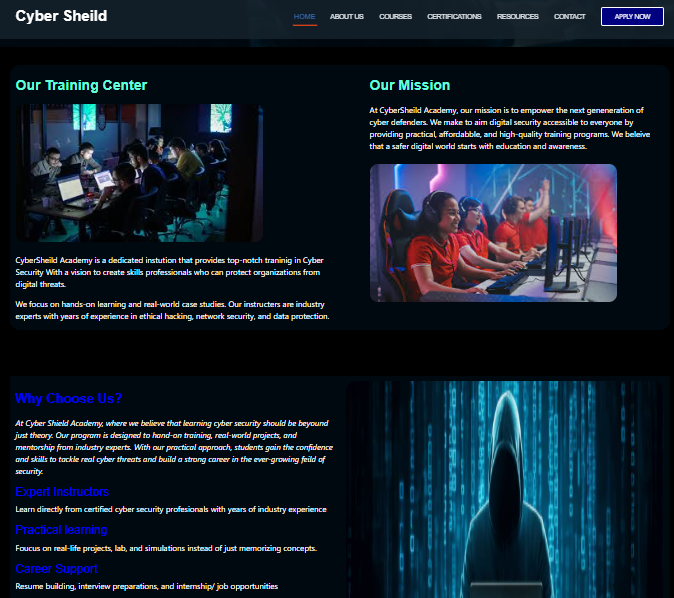 Cyber Sheild
HOME ABOUT US COURSES CERTIFICATIONS RESOURCES CONTACT APPLY NOW
Our Training Center
CyberSheild Academy is a dedicated instution that provides top-notch traninig in Cyber
Security With a vision to create skills professionals who can protect organizations from
digital threats.
We focus on hands-on learning and real-world case studies. Our instructers are industry
experts with years of experience in ethical hacking, network security, and data protection.
Our Mission
At CyberSheild Academy, our mission is to empower the next geneneration of
cyber defenders. We make to aim digital security accessible to everyone by
providing practical, affordable, and high-quality training programs. We beleive
that a safer digital world starts with education and awareness.
Why Choose Us?
At Cyber Shield Academy, where we believe that learning cyber security should be beyound
just theory. Our program is designed to hand-on training, real-world projects, and
mentorship from industry experts. With our practical approach, students gain the confidence
and skills to tackle real cyber threats and build a strong career in the ever-growing feild of
security.
Expert Instructors
Learn directly from certified cyber security profesionals with years of industry experience
Practical learning
Foucus on real-life projects, lab, and simulations instead of just memorizing concepts.
Career Support
Resume building, interview preparations, and internship/ job opportunities